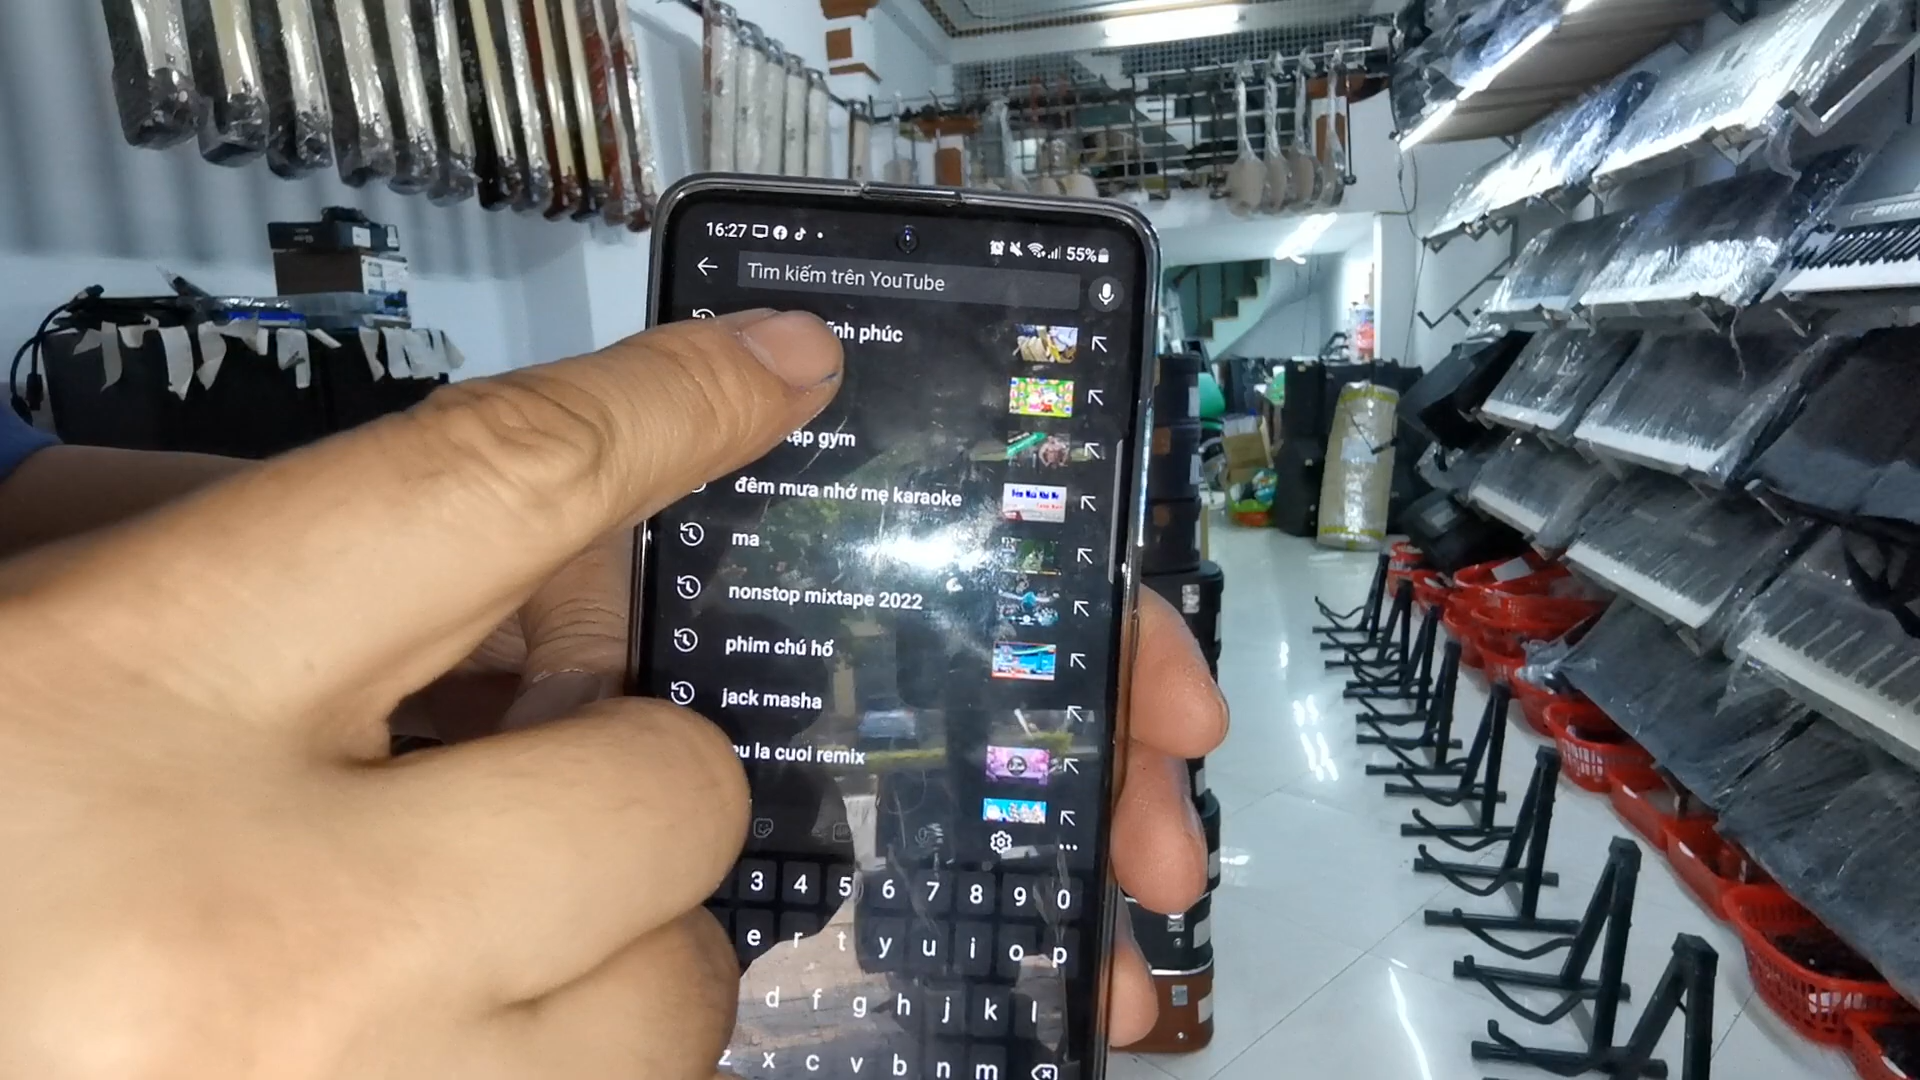 16:27
55%
Tìm kiếm trên YouTube
phúc
tập gym
đêm mưa nhớ mẹ karaoke
ma
nonstop mixtape 2022
phim chú hổ
jack masha
la cuoi remix
3 4 5 6 7 8 9 0
e r t y u i o p
d f g h j k l
z x c v b n m